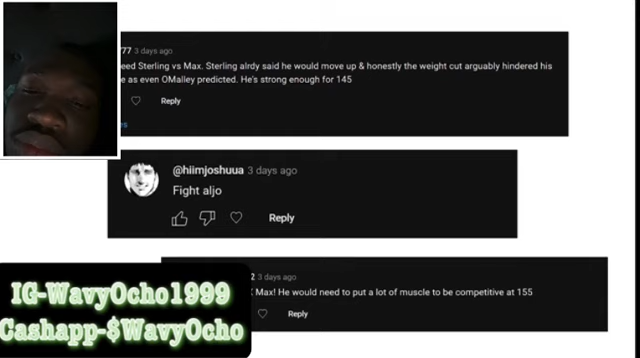 777 3 days ago
eed Sterling vs Max. Sterling alrdy said he would move up & honestly the weight cut arguably hindered his
e as even OMalley predicted. He's strong enough for 145
Reply
es
@hiimjoshuua 3 days ago
Fight aljo
Reply
2 3 days ago
Max! He would need to put a lot of muscle to be competitive at 155
Reply
IG-WavyOcho1999
Cashapp-$WavyOcho